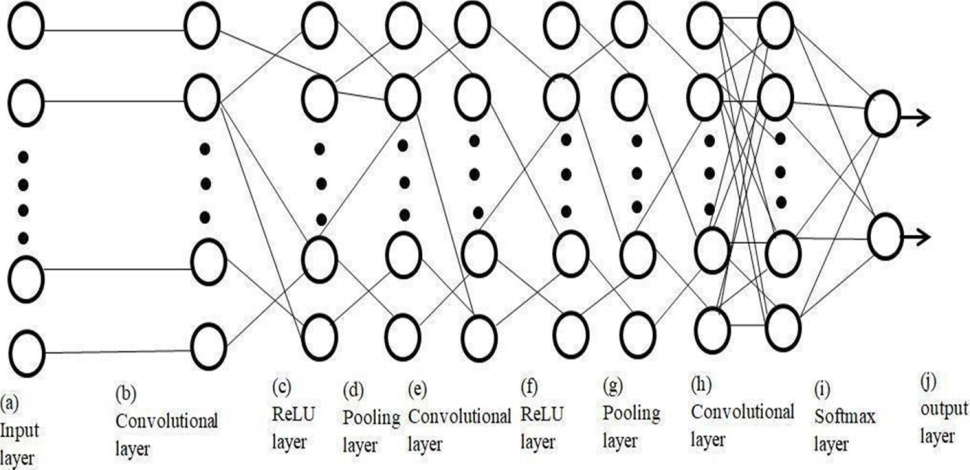 (a)
Input
layer
(b)
Convolutional
layer
(c)
ReLU
layer
(d)
Pooling
layer
(e)
Convolutional
layer
(f)
ReLU
layer
(g)
Pooling
layer
(h)
Convolutional
layer
(i)
Softmax
layer
(j)
output
layer